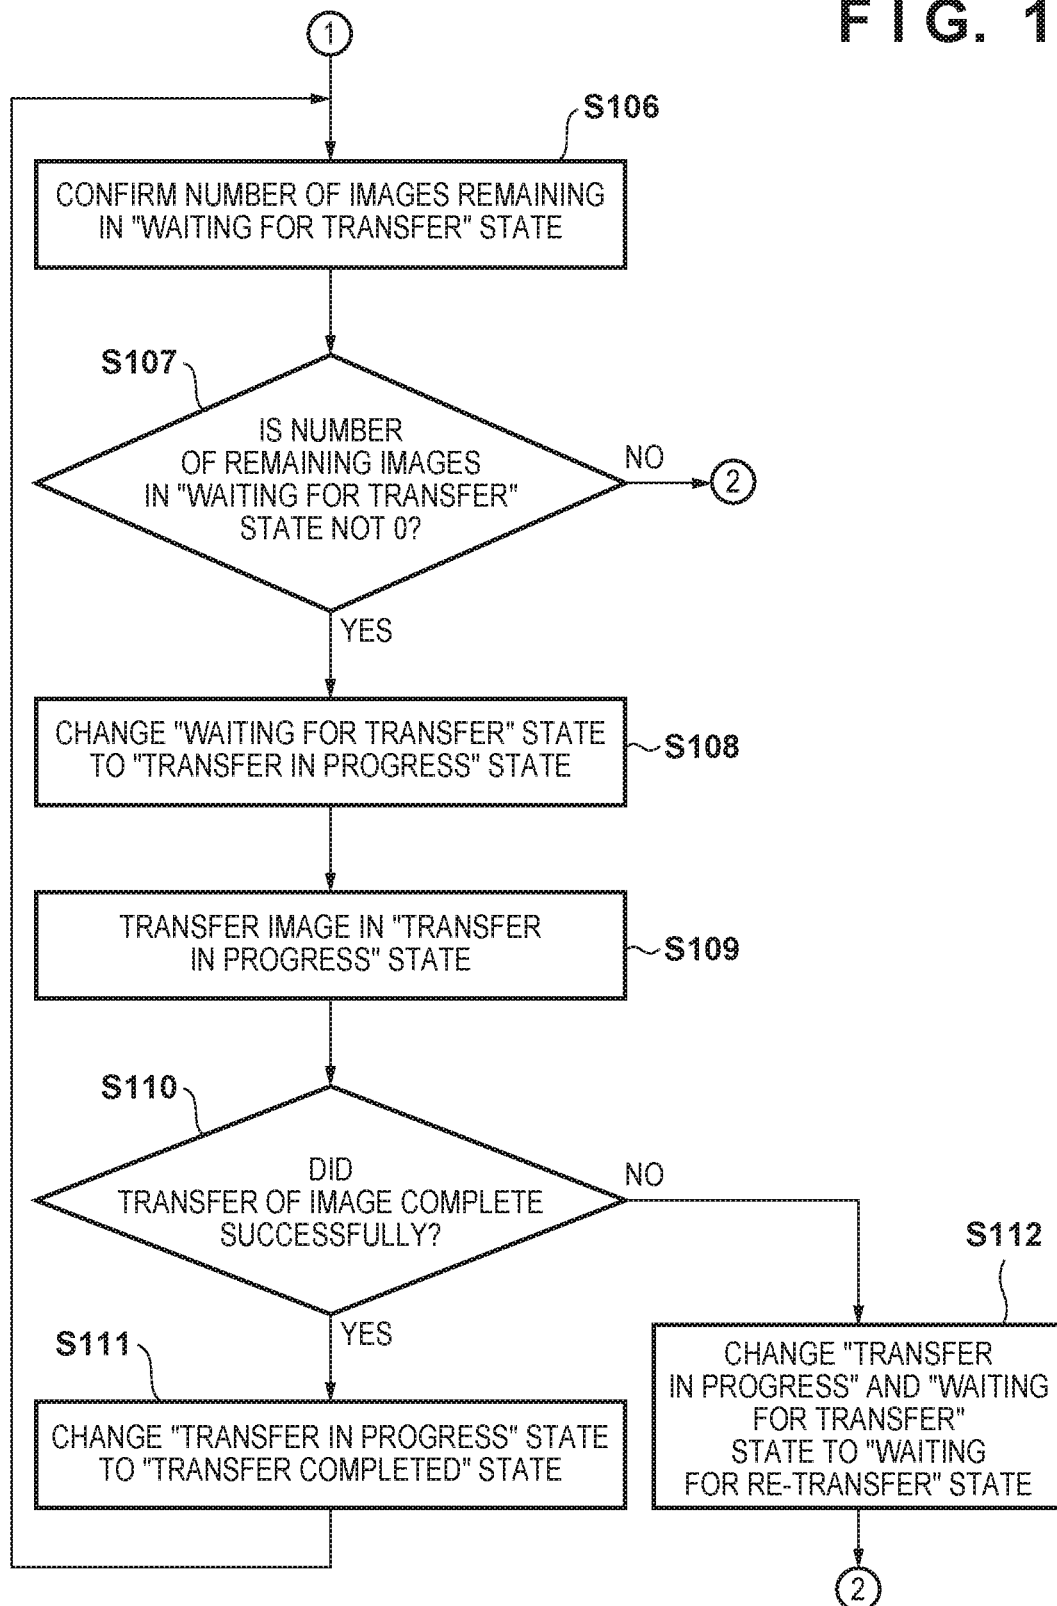 FIG. 1
1
S106
CONFIRM NUMBER OF IMAGES REMAINING
IN "WAITING FOR TRANSFER" STATE
S107
IS NUMBER
OF REMAINING IMAGES
IN "WAITING FOR TRANSFER"
STATE NOT 0?
NO
2
YES
CHANGE "WAITING FOR TRANSFER" STATE
TO "TRANSFER IN PROGRESS" STATE
S108
TRANSFER IMAGE IN "TRANSFER
IN PROGRESS" STATE
S109
S110
DID
TRANSFER OF IMAGE COMPLETE
SUCCESSFULLY?
NO
YES
S111
CHANGE "TRANSFER IN PROGRESS" STATE
TO "TRANSFER COMPLETED" STATE
S112
CHANGE "TRANSFER
IN PROGRESS" AND "WAITING
FOR TRANSFER"
STATE TO "WAITING
FOR RE-TRANSFER" STATE
2